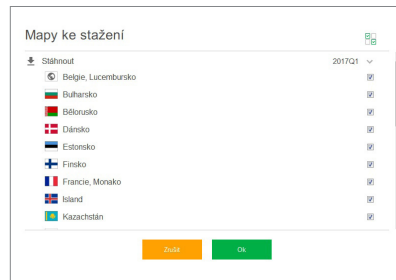 Mapy ke stažení
Stáhnout 2017Q1
Belgie, Lucembursko
Bulharsko
Bělorusko
Dánsko
Estonsko
Finsko
Francie, Monako
Island
Kazachstán
Zrušit Ok